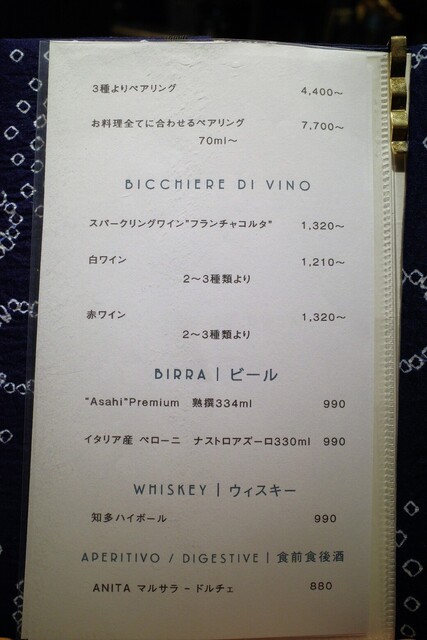 3種よりペアリング 4,400〜
お料理全てに合わせるペアリング 7,700〜
70ml〜
BICCHIERE DI VINO
スパークリングワイン"フランチャコルタ" 1,320〜
白ワイン 1,210〜
2〜3種類より
赤ワイン 1,320〜
2〜3種類より
BIRRA | ビール
"Asahi"Premium 熟撰334ml 990
イタリア産 ペローニ ナストロアズーロ330ml 990
WHISKEY | ウィスキー
知多ハイボール 990
APERITIVO / DIGESTIVE | 食前食後酒
ANITA マルサラ - ドルチェ 880